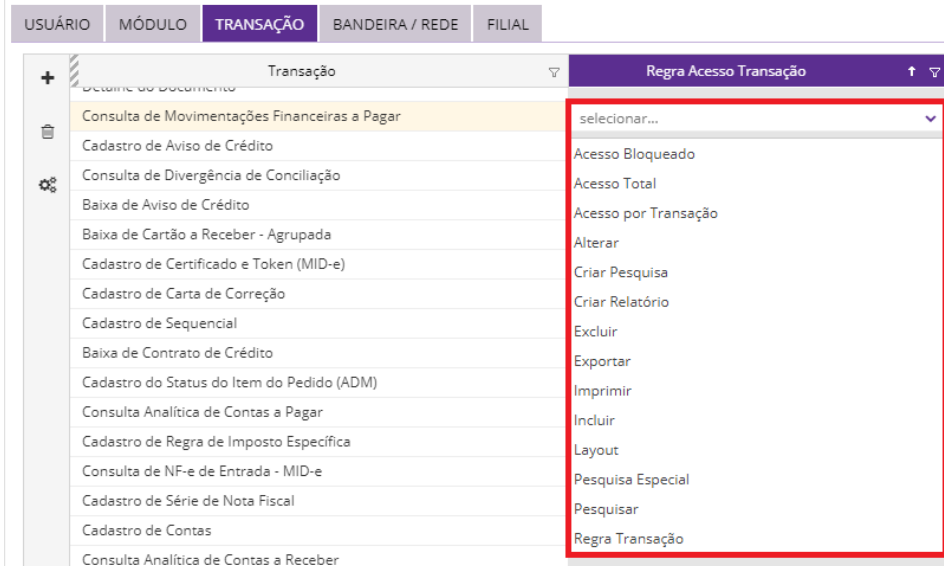 USUÁRIO MÓDULO TRANSAÇÃO BANDEIRA / REDE FILIAL
Transação Regra Acesso Transação
Detalhe do Documento
Consulta de Movimentações Financeiras a Pagar selecionar...
Cadastro de Aviso de Crédito
Consulta de Divergência de Conciliação
Baixa de Aviso de Crédito
Baixa de Cartão a Receber - Agrupada
Cadastro de Certificado e Token (MID-e)
Cadastro de Carta de Correção
Cadastro de Sequencial
Baixa de Contrato de Crédito
Cadastro do Status do Item do Pedido (ADM)
Consulta Analítica de Contas a Pagar
Cadastro de Regra de Imposto Específica
Consulta de NF-e de Entrada - MID-e
Cadastro de Série de Nota Fiscal
Cadastro de Contas
Consulta Analítica de Contas a Receber
Acesso Bloqueado
Acesso Total
Acesso por Transação
Alterar
Criar Pesquisa
Criar Relatório
Excluir
Exportar
Imprimir
Incluir
Layout
Pesquisa Especial
Pesquisar
Regra Transação